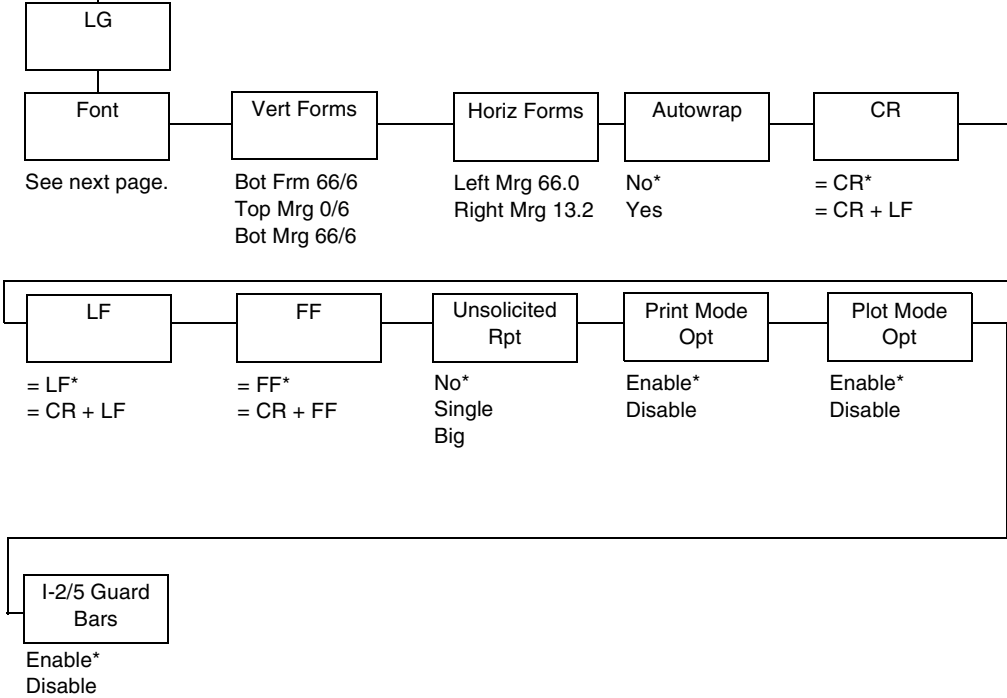 LG
Font
See next page.
Vert Forms
Bot Frm 66/6
Top Mrg 0/6
Bot Mrg 66/6
Horiz Forms
Left Mrg 66.0
Right Mrg 13.2
Autowrap
No*
Yes
CR
= CR*
= CR + LF
LF
= LF*
= CR + LF
FF
= FF*
= CR + FF
Unsolicited
Rpt
No*
Single
Big
Print Mode
Opt
Enable*
Disable
Plot Mode
Opt
Enable*
Disable
I-2/5 Guard
Bars
Enable*
Disable